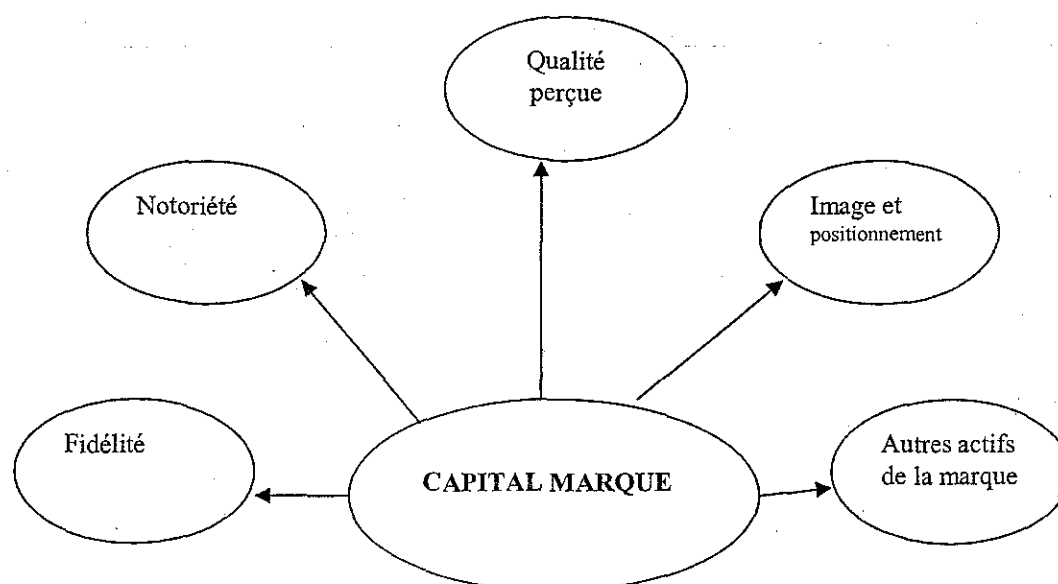 Qualité
perçue
Notoriété
Image et
positionnement
Fidélité
CAPITAL MARQUE
Autres actifs
de la marque